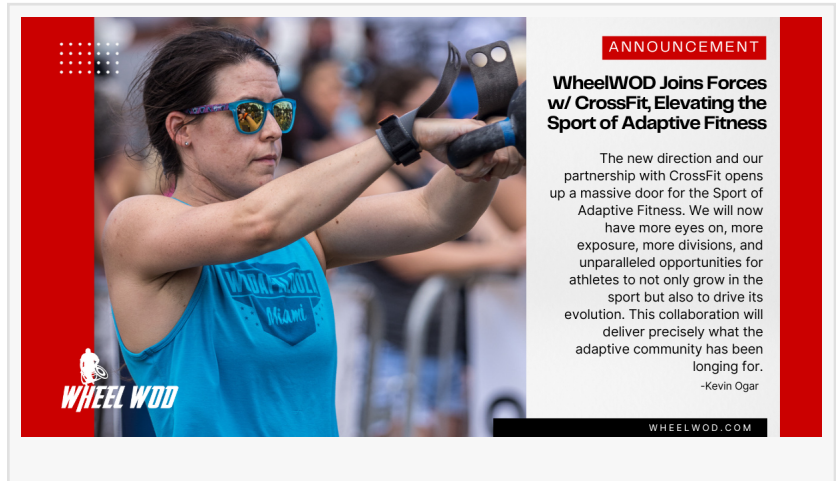 ANNOUNCEMENT
WheelWOD Joins Forces
w/ CrossFit, Elevating the
Sport of Adaptive Fitness
The new direction and our
partnership with CrossFit opens
up a massive door for the Sport of
Adaptive Fitness. We will now
have more eyes on, more
exposure, more divisions, and
unparalleled opportunities for
athletes to not only grow in the
sport but also to drive its
evolution. This collaboration will
deliver precisely what the
adaptive community has been
longing for.
-Kevin Ogar
WHEELWOD.COM
Miami
WHEEL WOD